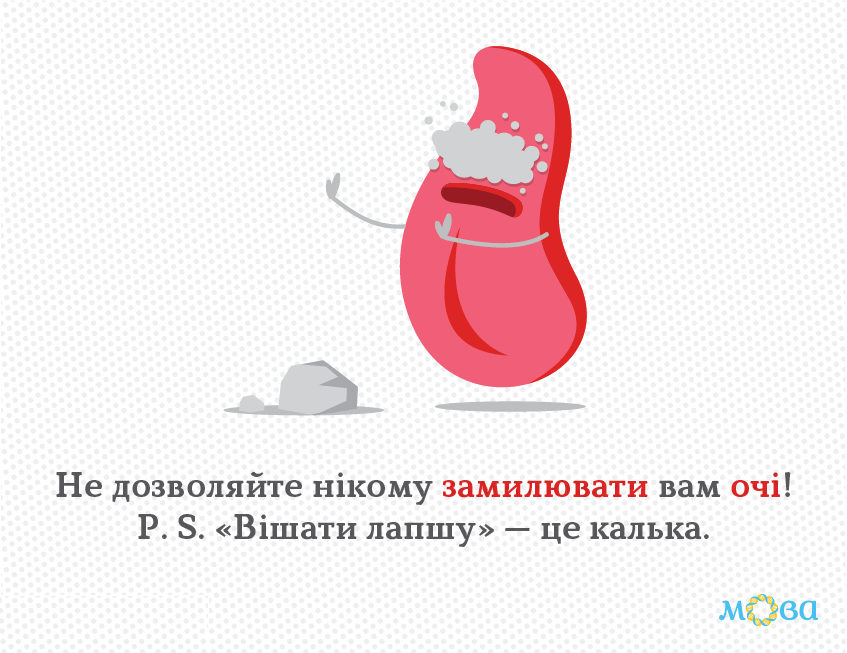 Не дозволяйте нікому замилювати вам очі!
P. S. «Вішати лапшу» — це калька.
мова